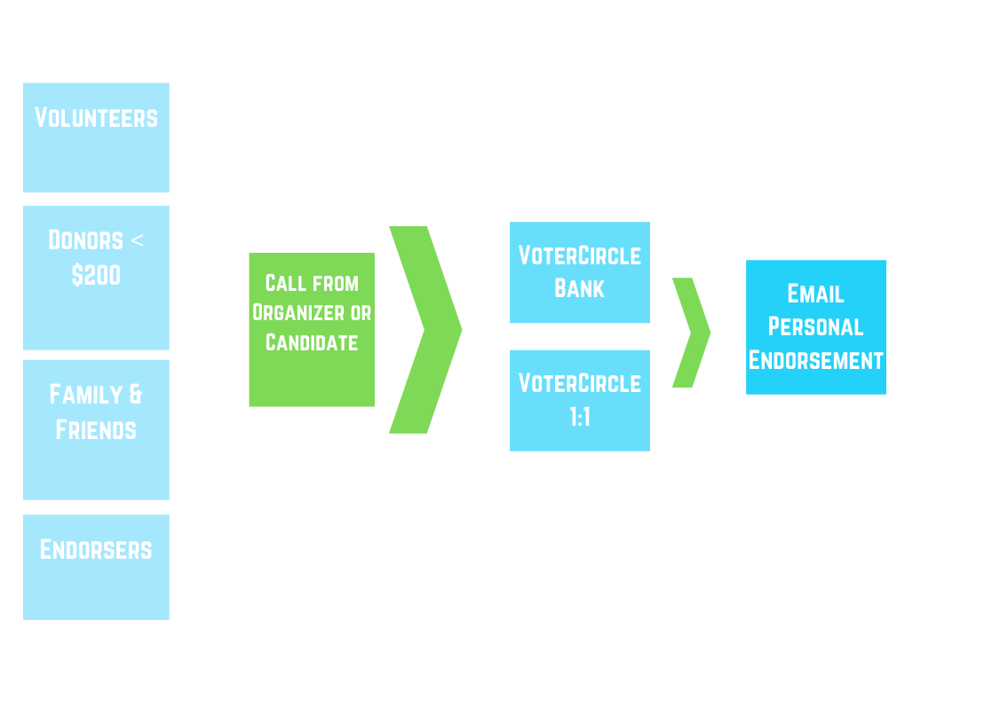 Volunteers
Donors <
$200
Family &
Friends
Endorsers
Call from
Organizer or
Candidate
VoterCircle
Bank
VoterCircle
1:1
Email
Personal
Endorsement